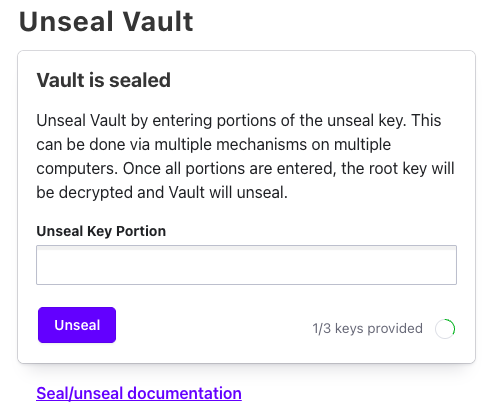 Unseal Vault
Vault is sealed
Unseal Vault by entering portions of the unseal key. This
can be done via multiple mechanisms on multiple
computers. Once all portions are entered, the root key will
be decrypted and Vault will unseal.
Unseal Key Portion
Unseal
1/3 keys provided
Seal/unseal documentation